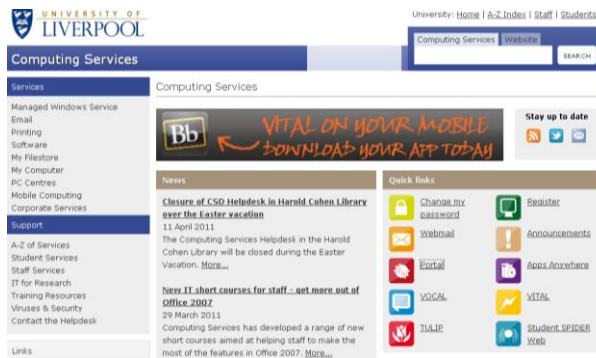 UNIVERSITY OF
LIVERPOOL
University: Home | A-Z Index | Staff | Students
Computing Services
Computing Services Website
SEARCH
Services
Managed Windows Service
Email
Printing
Software
My Filestore
My Computer
PC Centres
Mobile Computing
Corporate Services
Support
A-Z of Services
Student Services
Staff Services
IT for Research
Training Resources
Viruses & Security
Contact the Helpdesk
Links
Computing Services
Bb
VITAL ON YOUR MOBILE
DOWNLOAD YOUR APP TODAY
Stay up to date
News
Closure of CSD Helpdesk in Harold Cohen Library
over the Easter vacation
11 April 2011
The Computing Services Helpdesk in the Harold
Cohen Library will be closed during the Easter
Vacation. More...
New IT short courses for staff - get more out of
Office 2007
29 March 2011
Computing Services has developed a range of new
short courses aimed at helping staff to make the
most of the features in Office 2007. More...
Quick links
Change my
password
Register
Webmail
Announcements
Portal
Apps Anywhere
VOCAL
VITAL
TULIP
Student SPIDER
Web